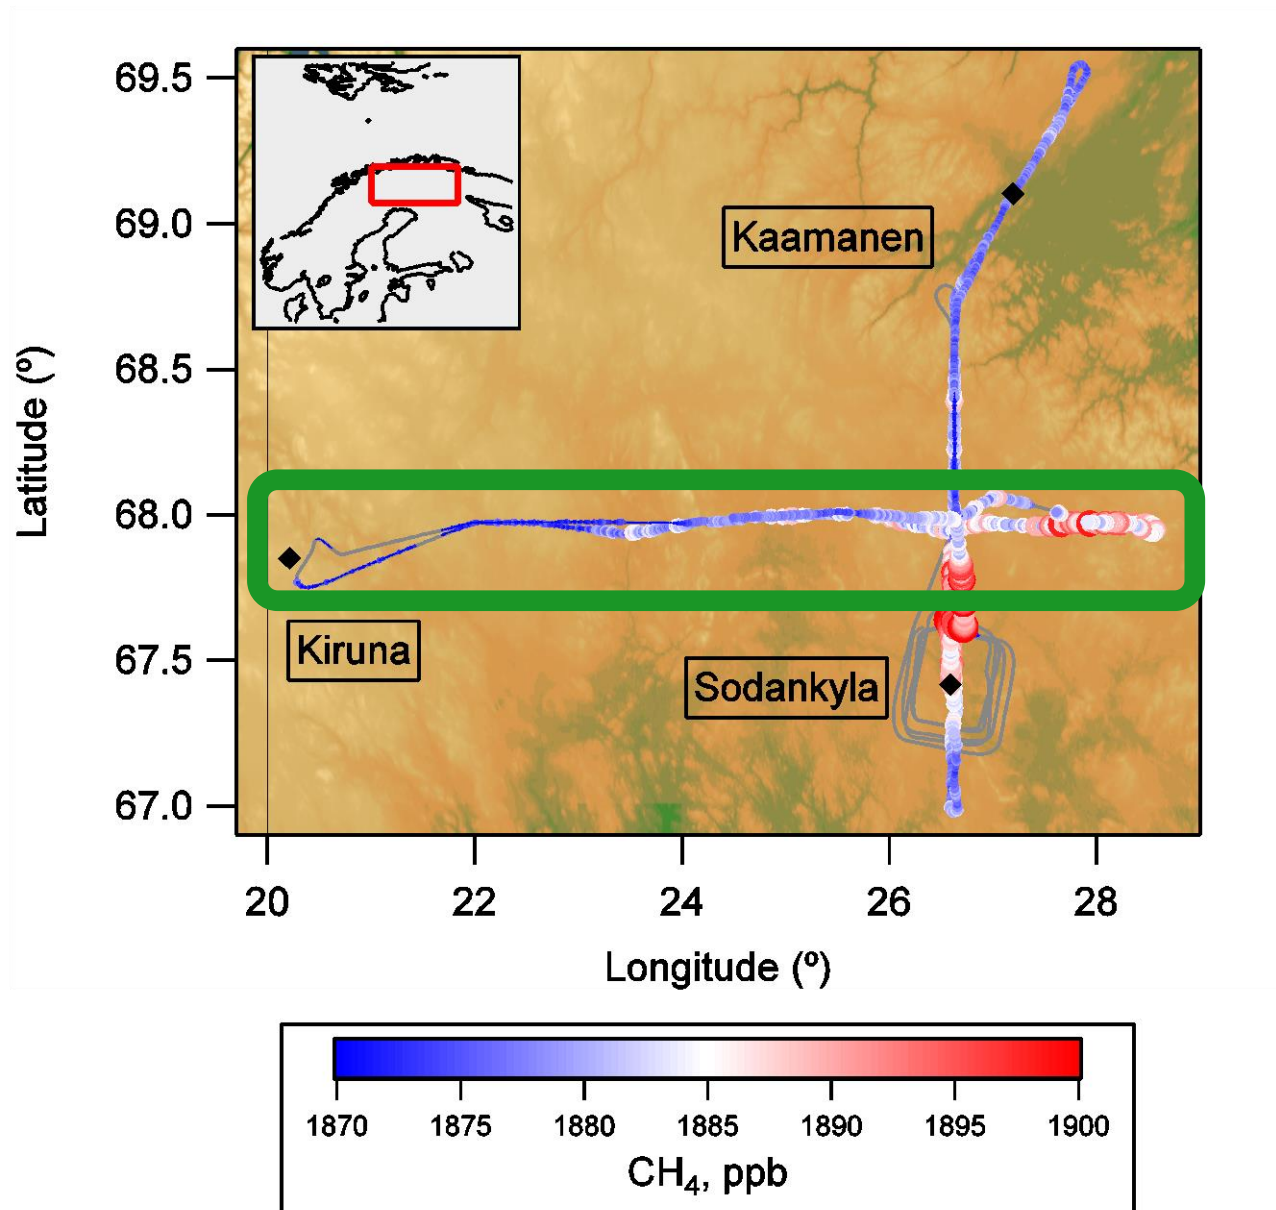 69.5
69.0
68.5
68.0
67.5
67.0
Latitude (º)
Kaamanen
Kiruna
Sodankyla
20 22 24 26 28
Longitude (º)
1870 1875 1880 1885 1890 1895 1900
CH₄, ppb